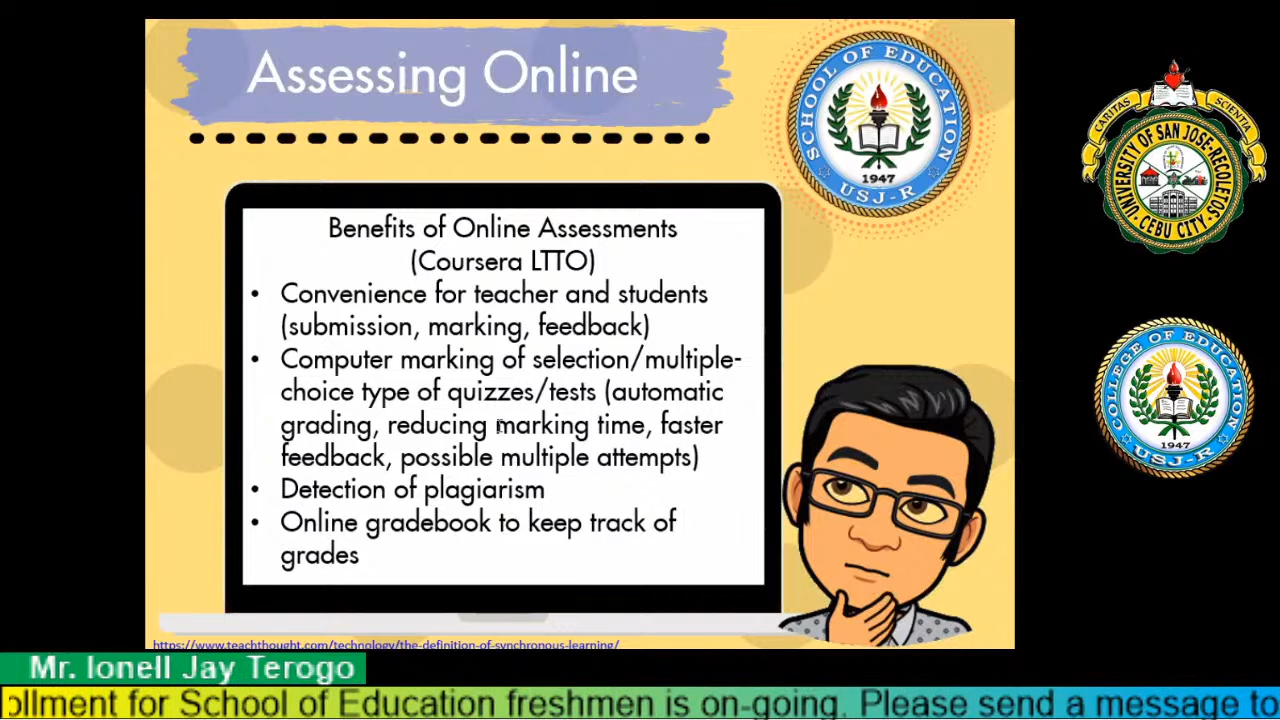 Assessing Online
SCHOOL OF EDUCATION
1947
USJ-R
CARITAS
SCIENTIA
UNIVERSITY OF SAN JOSE-RECOLETOS
CEBU CITY
Benefits of Online Assessments
(Coursera LTTO)
• Convenience for teacher and students
(submission, marking, feedback)
• Computer marking of selection/multiple-
choice type of quizzes/tests (automatic
grading, reducing marking time, faster
feedback, possible multiple attempts)
• Detection of plagiarism
• Online gradebook to keep track of
grades
COLLEGE OF EDUCATION
1947
USJ-R
https://www.teachthought.com/technology/the-definition-of-synchronous-learning/
Mr. Ionell Jay Terogo
ollment for School of Education freshmen is on-going. Please send a message to